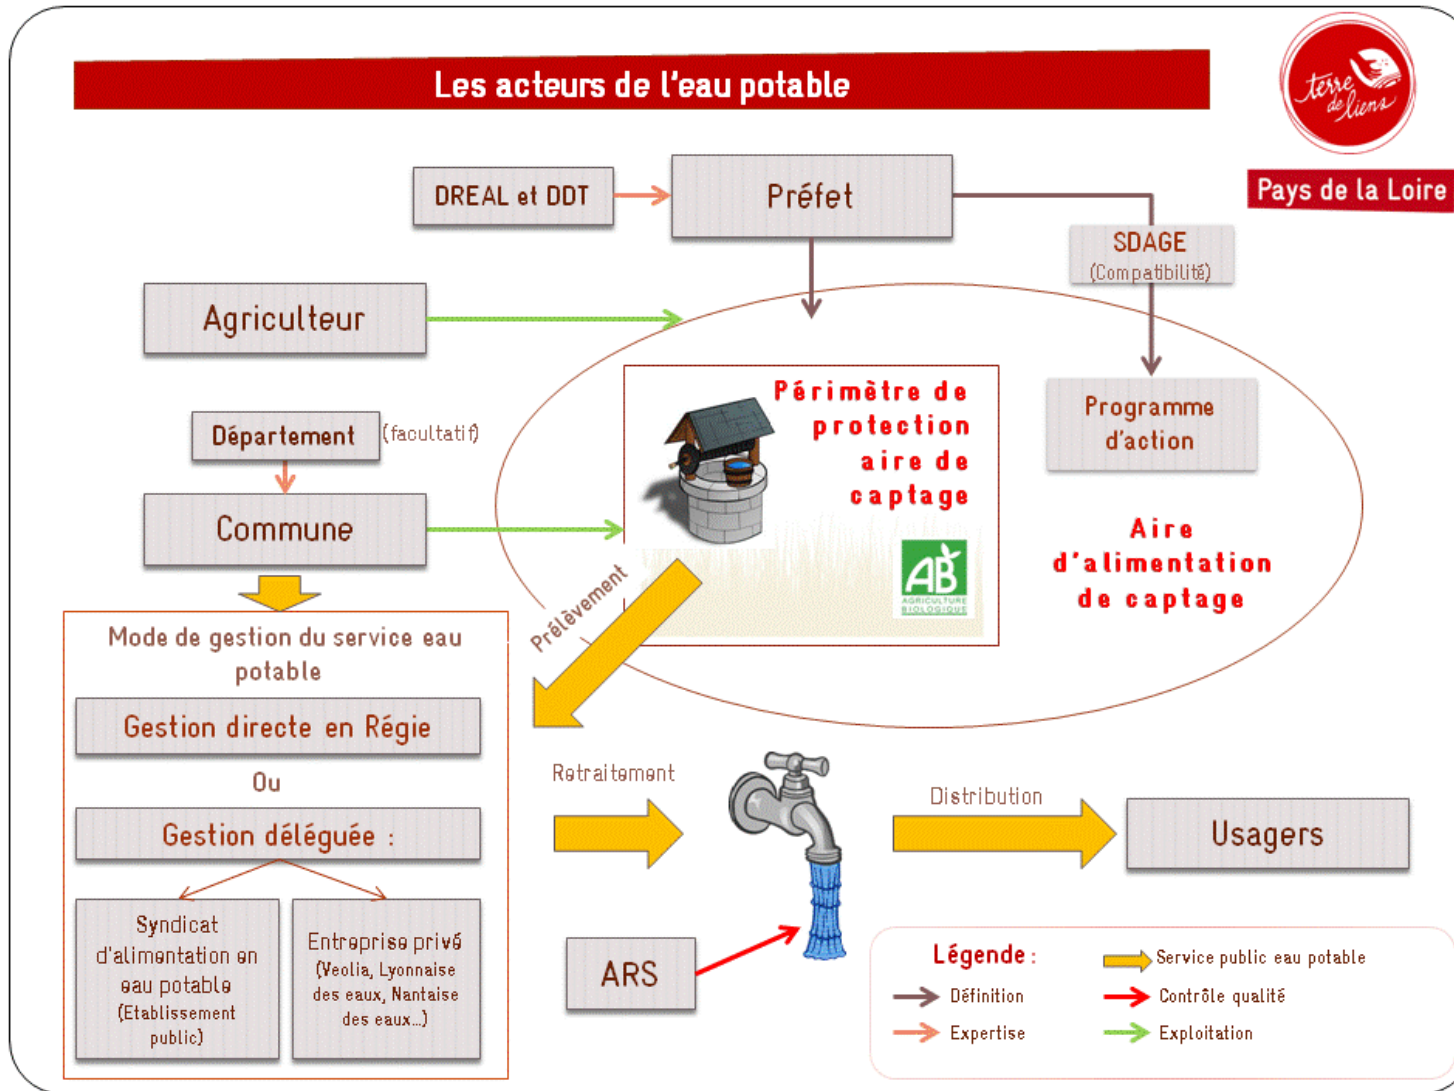 Les acteurs de l'eau potable
terre
de liens
Pays de la Loire
DREAL et DDT
Préfet
SDAGE
(Compatibilité)
Agriculteur
Département
(facultatif)
Commune
Périmètre de
protection
aire de
captage
AB
AGRICULTURE
BIOLOGIQUE
Programme
d'action
Aire
d'alimentation
de captage
Prélèvement
Mode de gestion du service eau
potable
Gestion directe en Régie
Ou
Gestion déléguée :
Syndicat
d'alimentation en
eau potable
(Etablissement
public)
Entreprise privé
(Veolia, Lyonnaise
des eaux, Nantaise
des eaux...)
Retraitement
Distribution
Usagers
ARS
Légende :
Service public eau potable
Définition
Contrôle qualité
Expertise
Exploitation